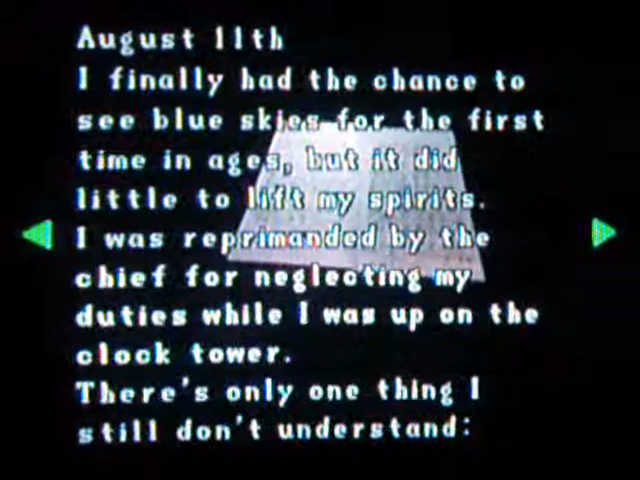 August 11th
I finally had the chance to
see blue skies for the first
time in ages, but it did
little to lift my spirits.
I was reprimanded by the
chief for neglecting my
duties while I was up on the
clock tower.
There's only one thing I
still don't understand: